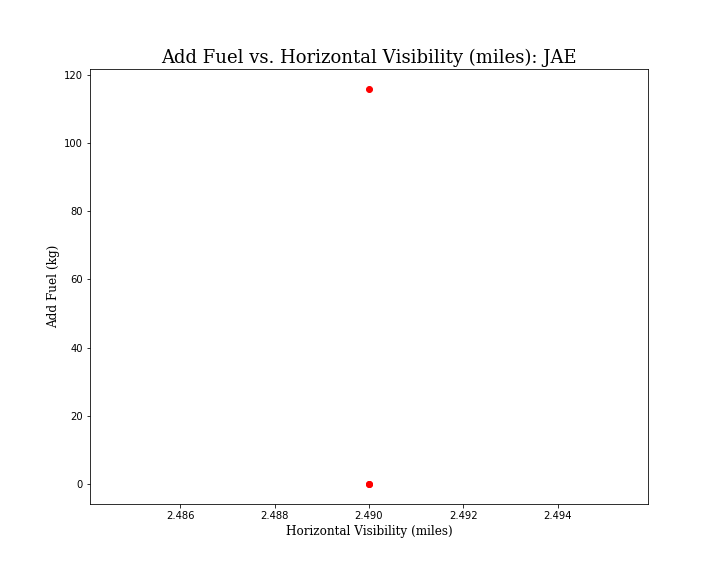 Add Fuel vs. Horizontal Visibility (miles): JAE
120
100
80
60
40
20
0
Add Fuel (kg)
2.486 2.488 2.490 2.492 2.494
Horizontal Visibility (miles)